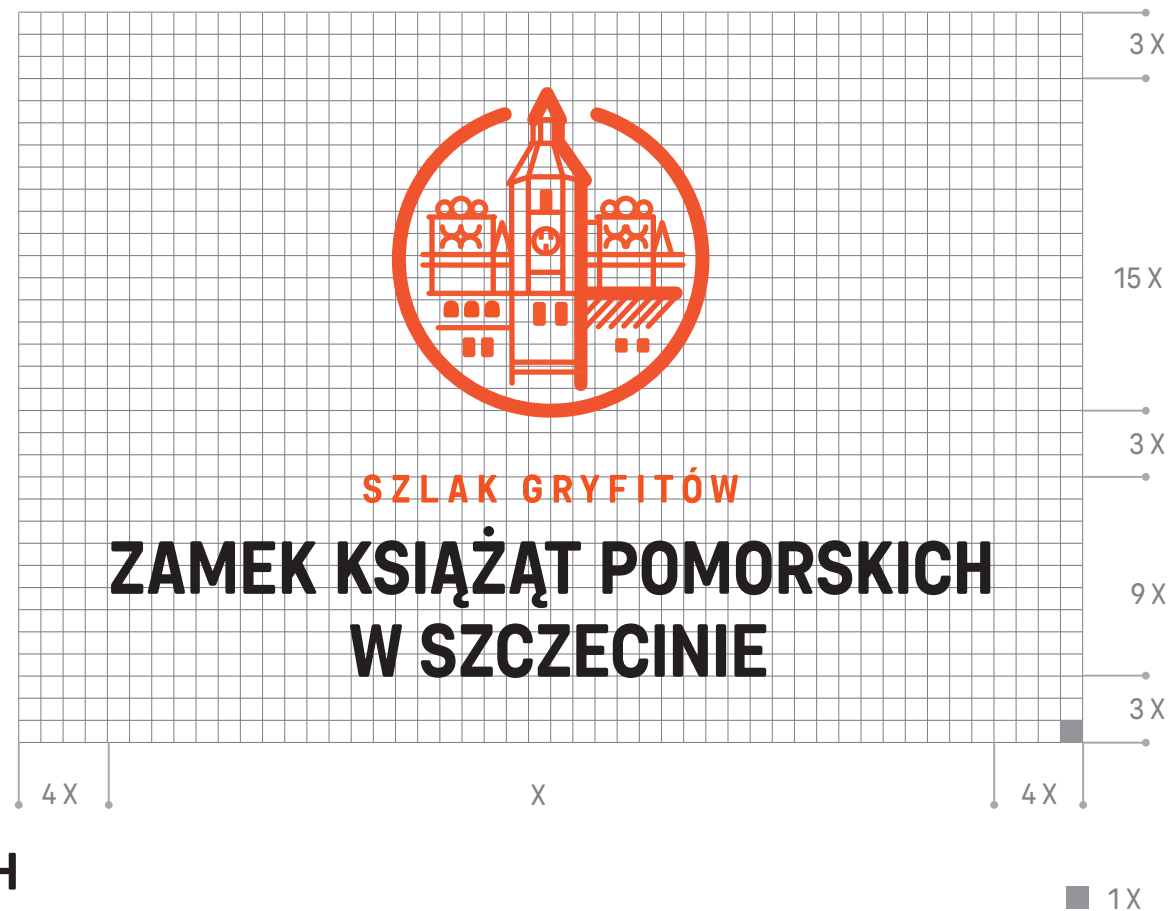 3 X
15 X
3 X
SZLAK GRYFITÓW
ZAMEK KSIĄŻĄT POMORSKICH
9 X
W SZCZECINIE
3 X
4 X
X
4 X
H
1 X